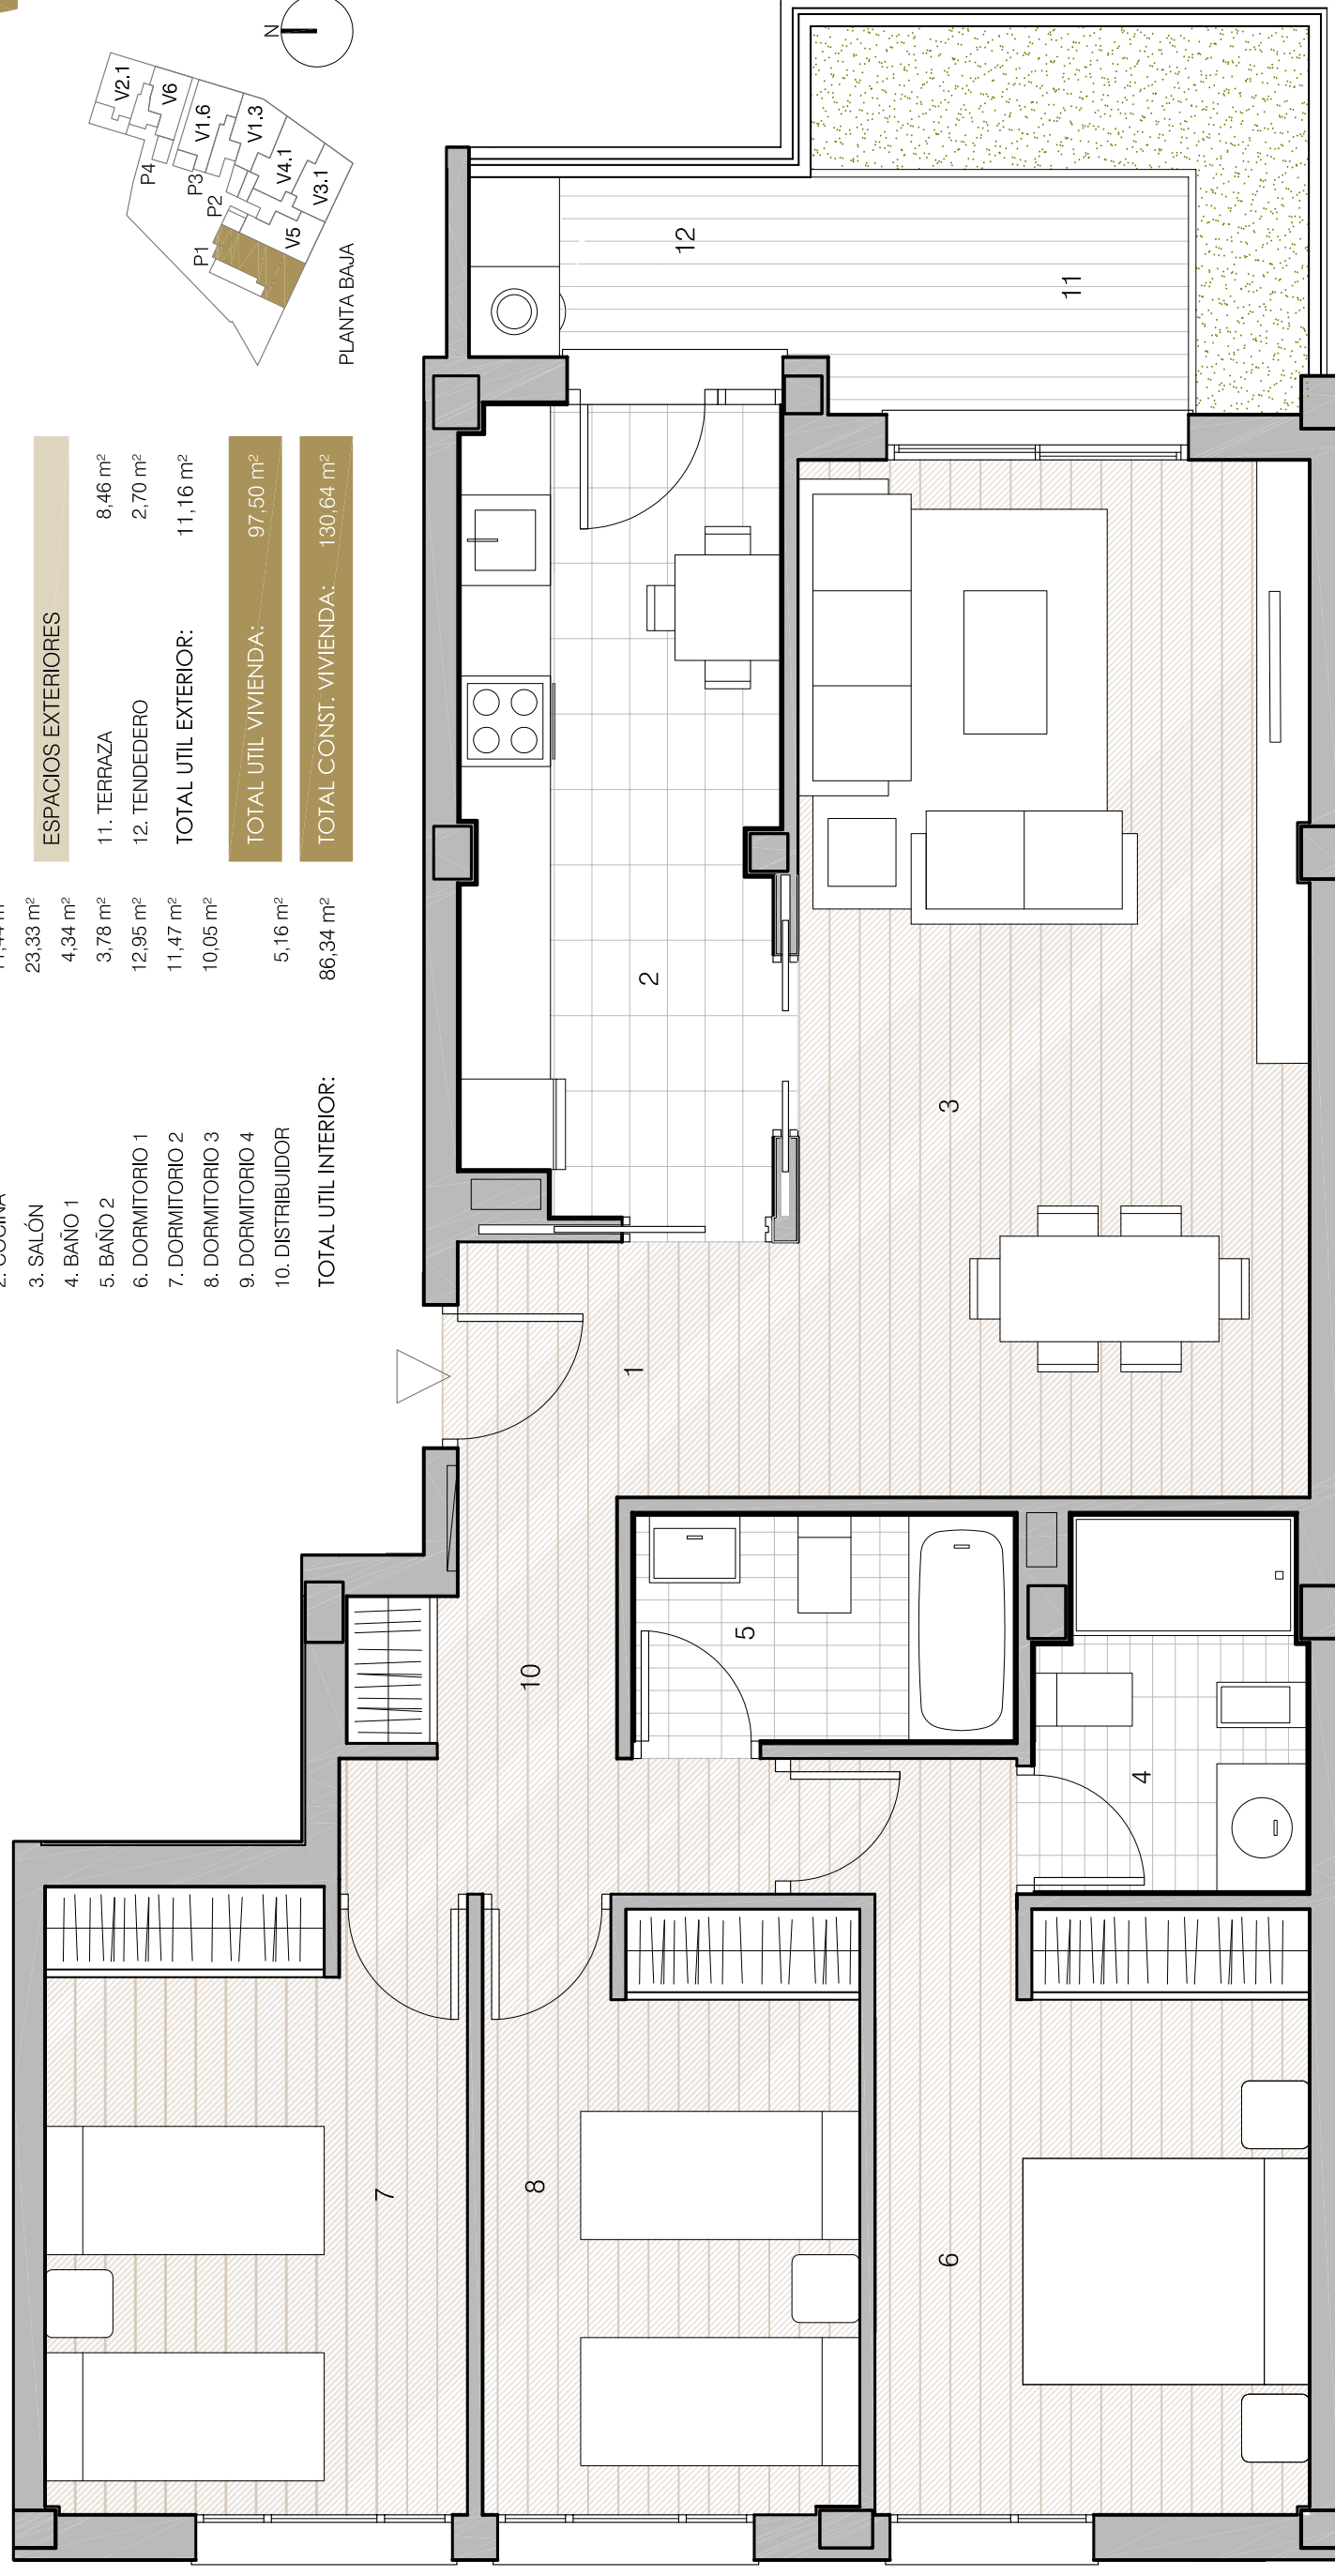 2. COCINA
3. SALÓN 23,33 m²
4. BAÑO 1 4,34 m²
5. BAÑO 2 3,78 m²
6. DORMITORIO 1 12,95 m²
7. DORMITORIO 2 11,47 m²
8. DORMITORIO 3 10,05 m²
9. DORMITORIO 4
10. DISTRIBUIDOR 5,16 m²
TOTAL UTIL INTERIOR: 86,34 m²
ESPACIOS EXTERIORES
11. TERRAZA 8,46 m²
12. TENDEDERO 2,70 m²
TOTAL UTIL EXTERIOR: 11,16 m²
TOTAL UTIL VIVIENDA: 97,50 m²
TOTAL CONST. VIVIENDA: 130,64 m²
P1
P2
P3
P4
V2.1
V6
V1.6
V1.3
V4.1
V3.1
V5
PLANTA BAJA
N
7
8
6
10
5
4
1
2
3
12
11